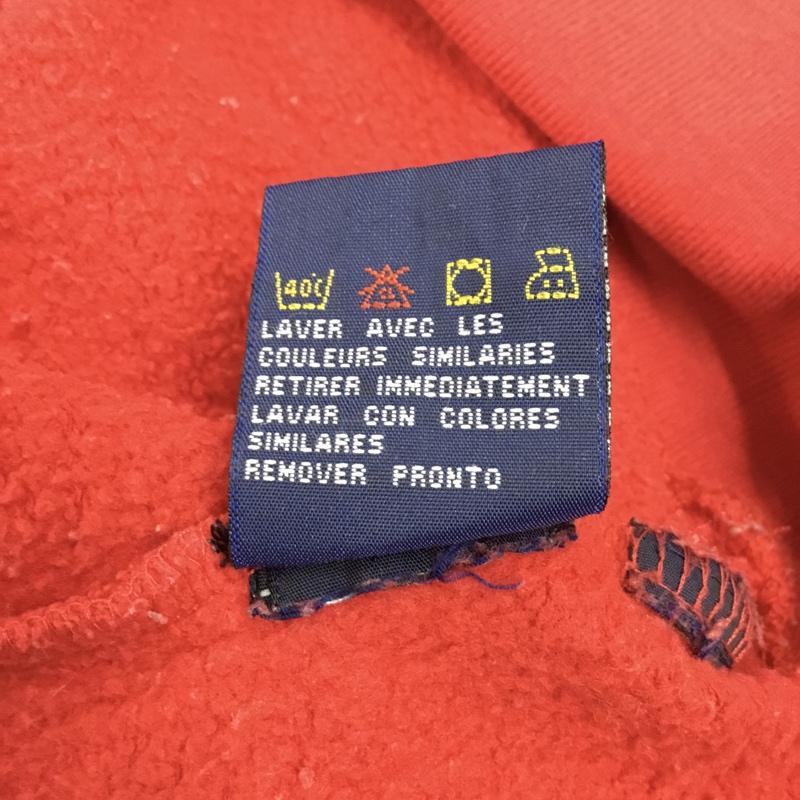 40°C
LAVER AVEC LES
COULEURS SIMILARIES
RETIRER IMMEDIATEMENT
LAVAR CON COLORES
SIMILARES
REMOVER PRONTO